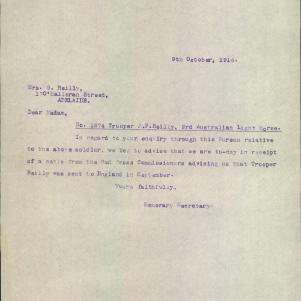 9th October, 1916.
Mrs. G. Reilly,
O'Halloran Street,
ADELAIDE.
Dear Madam,
No. 1874 Trooper J.F.Reilly, 3rd Australian Light Horse.
In regard to your enquiry through this Bureau relative
to the above soldier, we beg to advise that we are to-day in receipt
of a cable from the Red Cross Commissioners advising us that Trooper
Reilly was sent to England in September.
Yours faithfully,
Honorary Secretary.